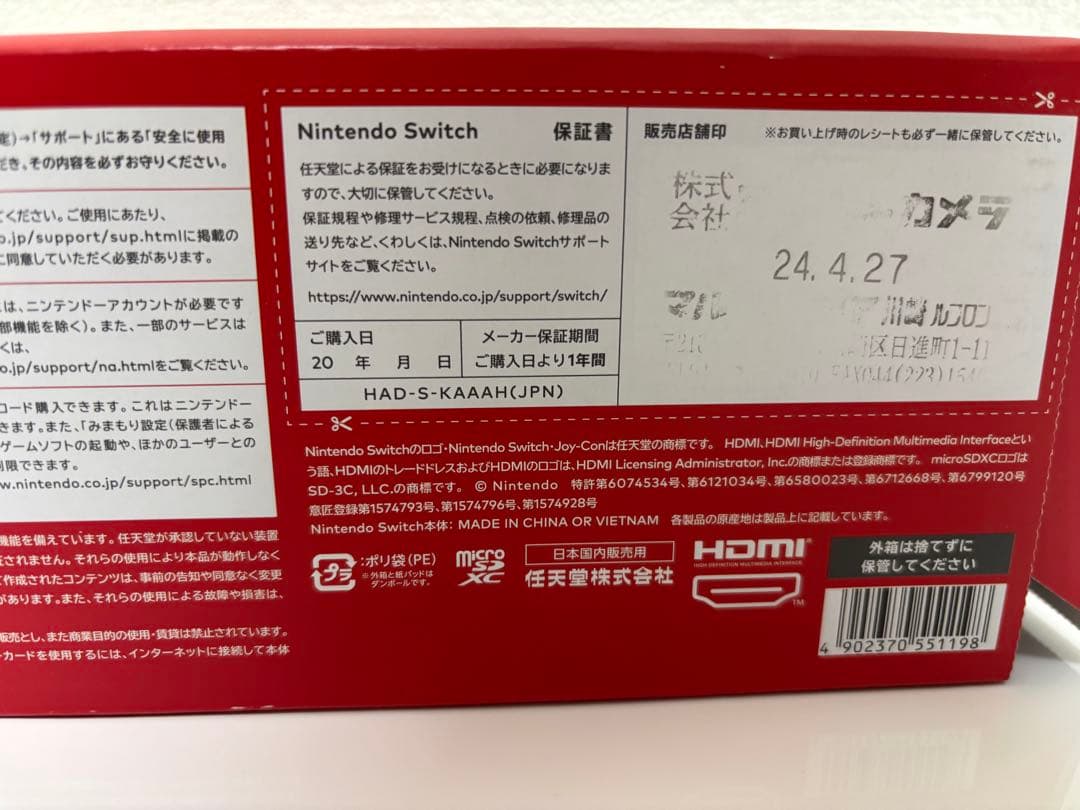 定)→「サポート」にある「安全に使用
だき、その内容を必ずお守りください。
てください。ご使用にあたり、
o.jp/support/sup.htmlに掲載の
に同意していただく必要があります。
は、ニンテンドーアカウントが必要です
部機能を除く)。また、一部のサービスは
くは、
o.jp/support/na.htmlをご覧ください。
コード購入できます。これはニンテンドー
きます。また、「みまもり設定(保護者による
ゲームソフトの起動や、ほかのユーザーとの
制限できます。
w.nintendo.co.jp/support/spc.html
機能を備えています。任天堂が承認していない装置
証されません。それらの使用により本品が動作しなく
て作成されたコンテンツは、事前の告知や同意なく変更
があります。また、それらの使用による故障や損害は、
販売とし、また商業目的の使用・賃貸は禁止されています。
ーカードを使用するには、インターネットに接続して本体
Nintendo Switch 保証書
任天堂による保証をお受けになるときに必要になりま
すので、大切に保管してください。
保証規程や修理サービス規程、点検の依頼、修理品の
送り先など、くわしくは、Nintendo Switchサポート
サイトをご覧ください。
https://www.nintendo.co.jp/support/switch/
ご購入日
20 年 月 日
メーカー保証期間
ご購入日より1年間
HAD-S-KAAAH(JPN)
販売店舗印 ※お買い上げ時のレシートも必ず一緒に保管してください。
株式
会社
カメラ
24.4.27
マルチ
川崎ルフロン
区日進町1-11
Nintendo Switchのロゴ・Nintendo Switch・Joy-Conは任天堂の商標です。 HDMI、HDMI High-Definition Multimedia Interfaceとい
う語、HDMIのトレードドレスおよびHDMIのロゴは、HDMI Licensing Administrator, Inc.の商標または登録商標です。 microSDXCロゴは
SD-3C, LLC.の商標です。 © Nintendo 特許第6074534号、第6121034号、第6580023号、第6712668号、第6799120号
意匠登録第1574793号、第1574796号、第1574928号
Nintendo Switch本体: MADE IN CHINA OR VIETNAM 各製品の原産地は製品上に記載しています。
プラ
:ポリ袋(PE)
※外箱と紙パッドは
ダンボールです。
micro
SD
XC
日本国内販売用
任天堂株式会社
HDMI
HIGH-DEFINITION MULTIMEDIA INTERFACE
TM
外箱は捨てずに
保管してください
4 902370 551198